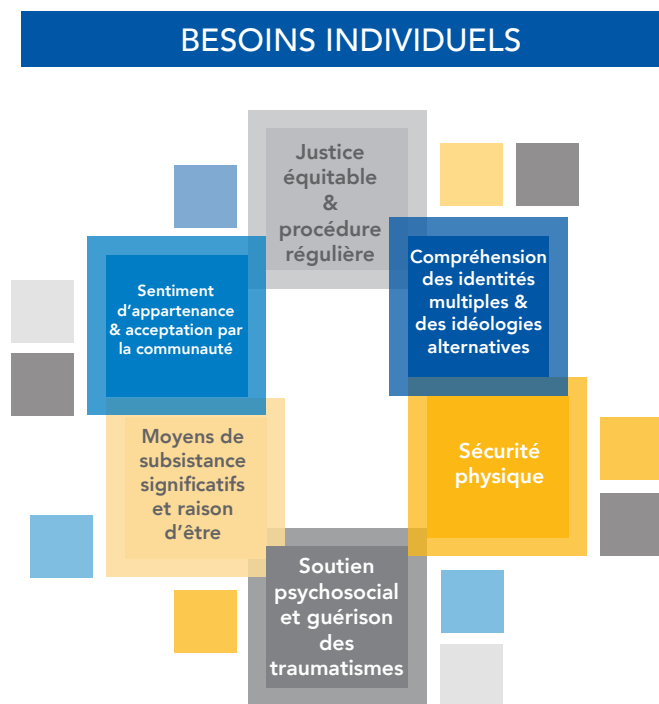 BESOINS INDIVIDUELS
Justice
équitable
&
procédure
régulière
Compréhension
des identités
multiples &
des idéologies
alternatives
Sentiment
d'appartenance
& acceptation par
la communauté
Moyens de
subsistance
significatifs
et raison
d'être
Sécurité
physique
Soutien
psychosocial
et guérison
des
traumatismes